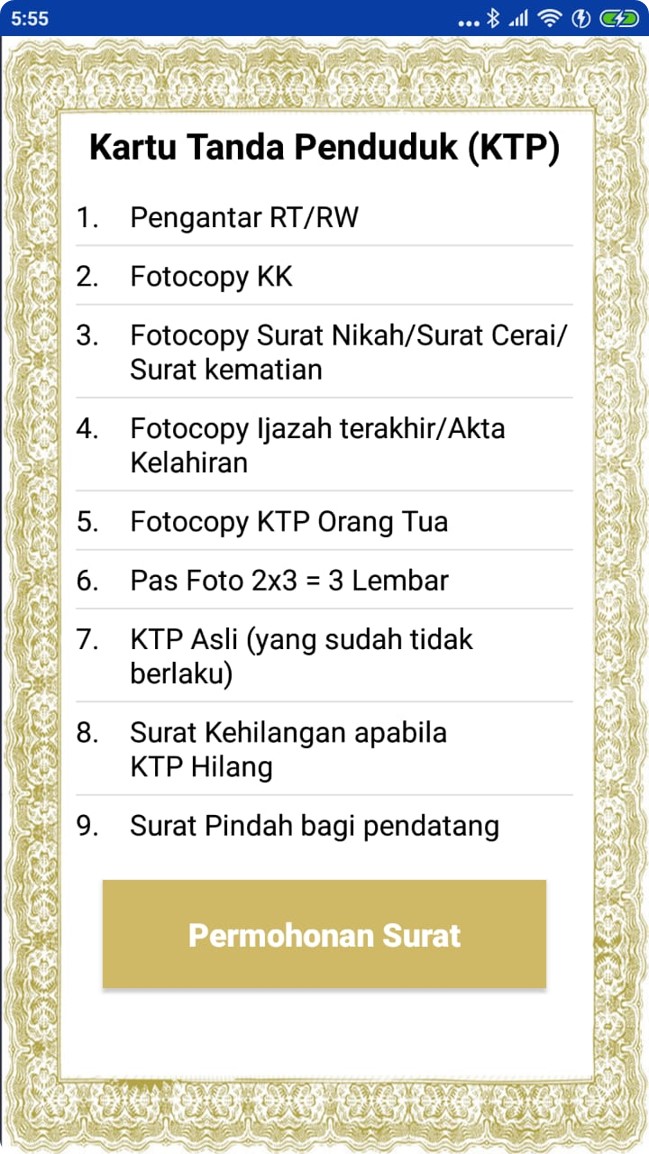 5:55
Kartu Tanda Penduduk (KTP)
1. Pengantar RT/RW
2. Fotocopy KK
3. Fotocopy Surat Nikah/Surat Cerai/
Surat kematian
4. Fotocopy Ijazah terakhir/Akta
Kelahiran
5. Fotocopy KTP Orang Tua
6. Pas Foto 2x3 = 3 Lembar
7. KTP Asli (yang sudah tidak
berlaku)
8. Surat Kehilangan apabila
KTP Hilang
9. Surat Pindah bagi pendatang
Permohonan Surat